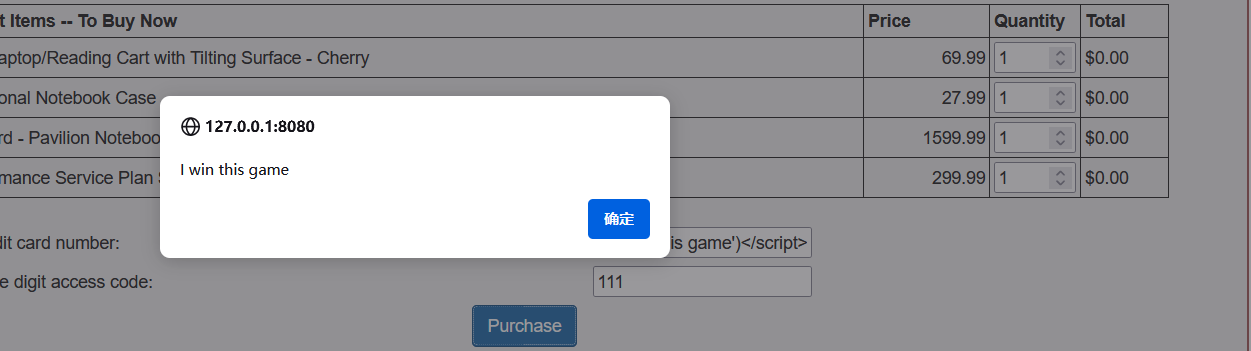 t Items -- To Buy Now Price Quantity Total
aptop/Reading Cart with Tilting Surface - Cherry 69.99 1 $0.00
onal Notebook Case 27.99 1 $0.00
rd - Pavilion Noteboo 1599.99 1 $0.00
mance Service Plan 299.99 1 $0.00
127.0.0.1:8080
I win this game
确定
dit card number: is game')</script>
e digit access code: 111
Purchase